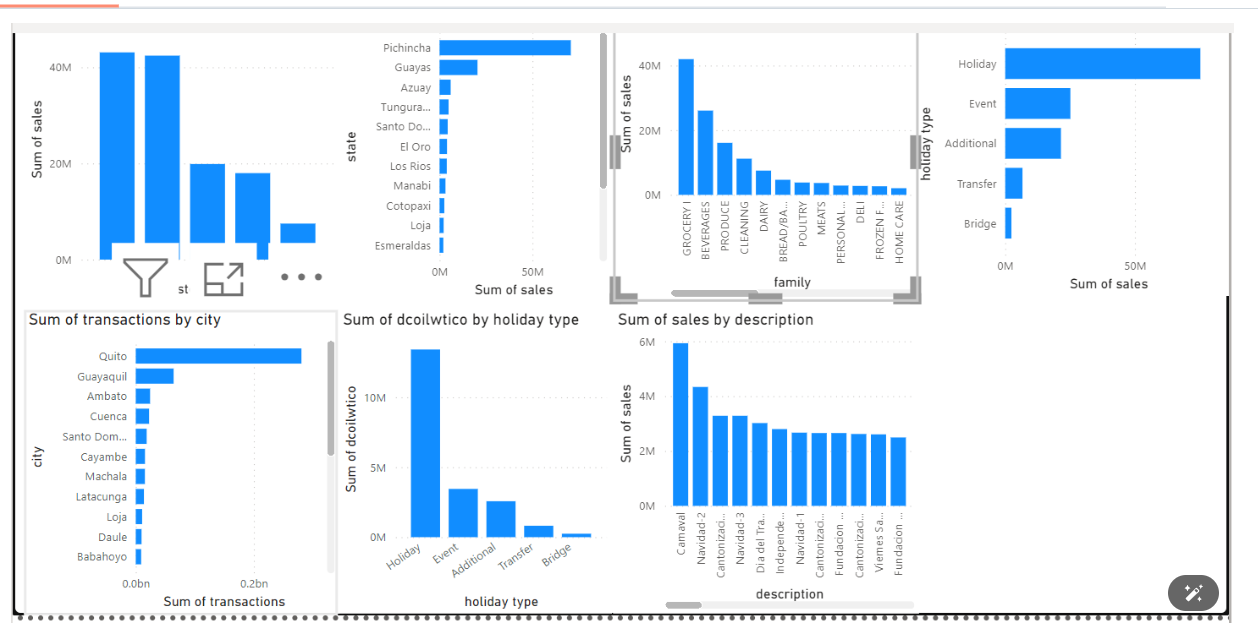 Sum of sales
40M
20M
0M
st
state
Pichincha
Guayas
Azuay
Tungura...
Santo Do...
El Oro
Los Rios
Manabi
Cotopaxi
Loja
Esmeraldas
0M
50M
Sum of sales
Sum of sales
40M
20M
0M
GROCERY I
BEVERAGES
PRODUCE
CLEANING
DAIRY
BREAD/BA...
POULTRY
MEATS
PERSONAL ...
DELI
FROZEN F...
HOME CARE
family
holiday type
Holiday
Event
Additional
Transfer
Bridge
0M
50M
Sum of sales
Sum of transactions by city
city
Quito
Guayaquil
Ambato
Cuenca
Santo Dom...
Cayambe
Machala
Latacunga
Loja
Daule
Babahoyo
0.0bn
0.2bn
Sum of transactions
Sum of dcoilwtico by holiday type
Sum of dcoilwtico
10M
5M
0M
Holiday
Event
Additional
Transfer
Bridge
holiday type
Sum of sales by description
Sum of sales
6M
4M
2M
0M
Carnaval
Navidad-2
Cantonizaci...
Navidad-3
Dia del Tra...
Independe...
Navidad-1
Cantonizaci...
Fundacion ...
Cantonizaci...
Viernes Sa...
Fundacion ...
description